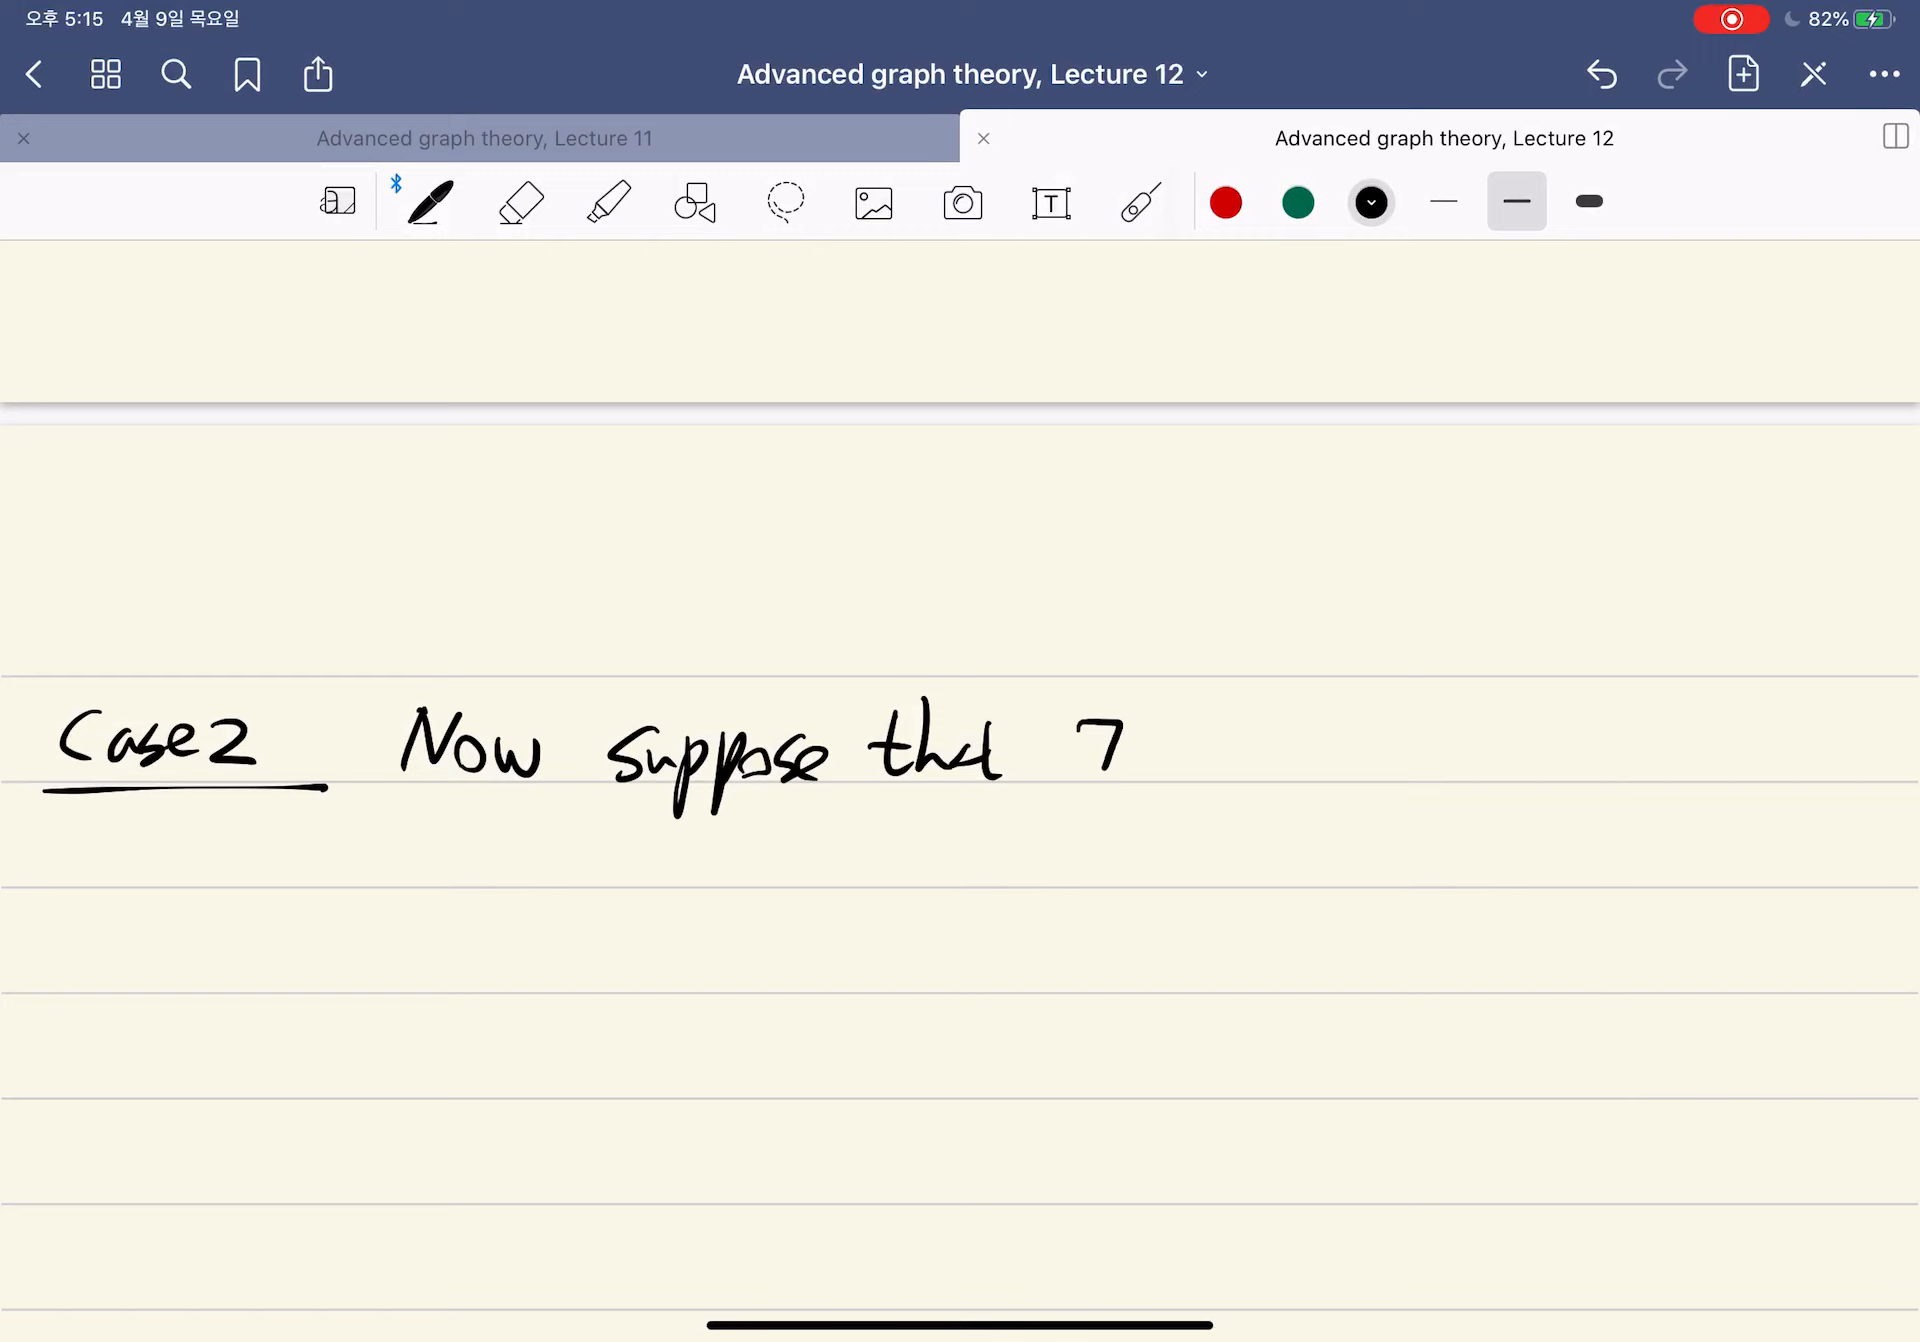 오후 5:15 4월 9일 목요일 82%
Advanced graph theory, Lecture 12
Advanced graph theory, Lecture 11 Advanced graph theory, Lecture 12
Case 2 Now suppose that 7